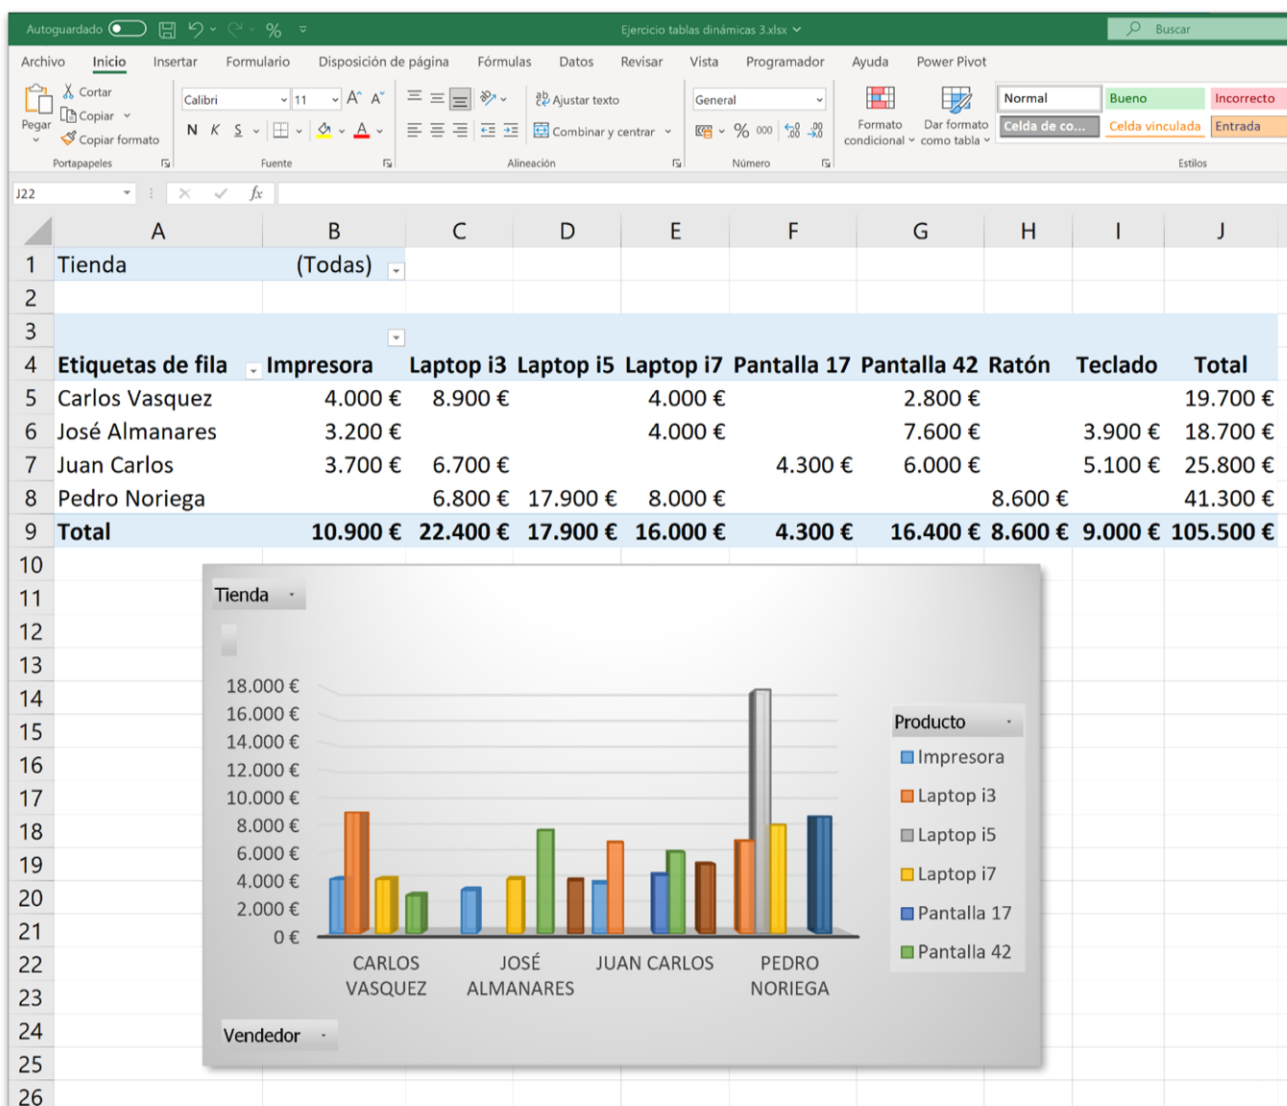 Autoguardado % Ejercicio tablas dinámicas 3.xlsx Buscar
Archivo Inicio Insertar Formulario Disposición de página Fórmulas Datos Revisar Vista Programador Ayuda Power Pivot
Pegar
Cortar
Copiar
Copiar formato
Portapapeles
Calibri 11 A A
N K S A
Fuente
ab Ajustar texto
Combinar y centrar
Alineación
General
% 000
Número
Formato condicional
Dar formato como tabla
Normal Bueno Incorrecto
Celda de co... Celda vinculada Entrada
Estilos
J22 fx
A B C D E F G H I J
1 Tienda (Todas)
2
3
4 Etiquetas de fila Impresora Laptop i3 Laptop i5 Laptop i7 Pantalla 17 Pantalla 42 Ratón Teclado Total
5 Carlos Vasquez 4.000 € 8.900 € 4.000 € 2.800 € 19.700 €
6 José Almanares 3.200 € 4.000 € 7.600 € 3.900 € 18.700 €
7 Juan Carlos 3.700 € 6.700 € 4.300 € 6.000 € 5.100 € 25.800 €
8 Pedro Noriega 6.800 € 17.900 € 8.000 € 8.600 € 41.300 €
9 Total 10.900 € 22.400 € 17.900 € 16.000 € 4.300 € 16.400 € 8.600 € 9.000 € 105.500 €
10
11
12
13
14
15
16
17
18
19
20
21
22
23
24
25
26
Tienda
18.000 €
16.000 €
14.000 €
12.000 €
10.000 €
8.000 €
6.000 €
4.000 €
2.000 €
0 €
CARLOS VASQUEZ
JOSÉ ALMANARES
JUAN CARLOS
PEDRO NORIEGA
Producto
Impresora
Laptop i3
Laptop i5
Laptop i7
Pantalla 17
Pantalla 42
Vendedor